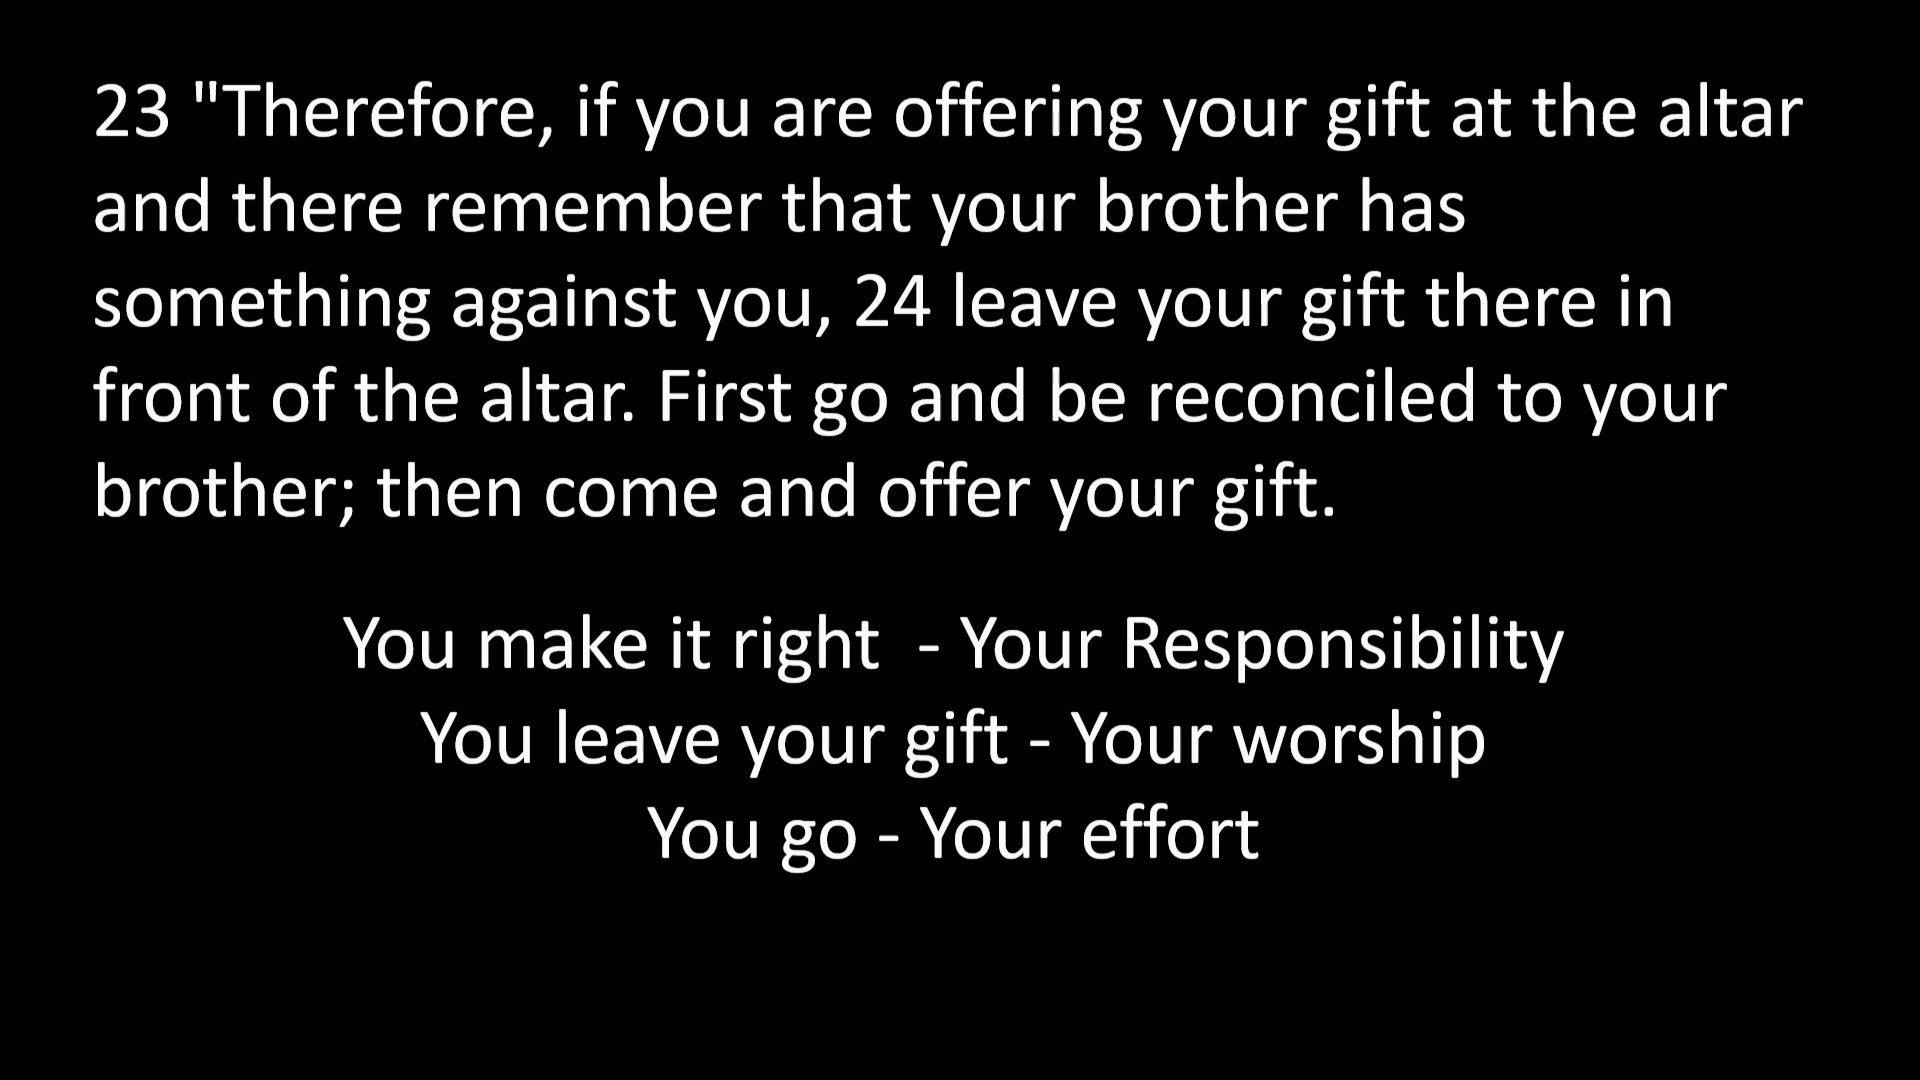 23 "Therefore, if you are offering your gift at the altar
and there remember that your brother has
something against you, 24 leave your gift there in
front of the altar. First go and be reconciled to your
brother; then come and offer your gift.
You make it right  - Your Responsibility
You leave your gift - Your worship
You go - Your effort